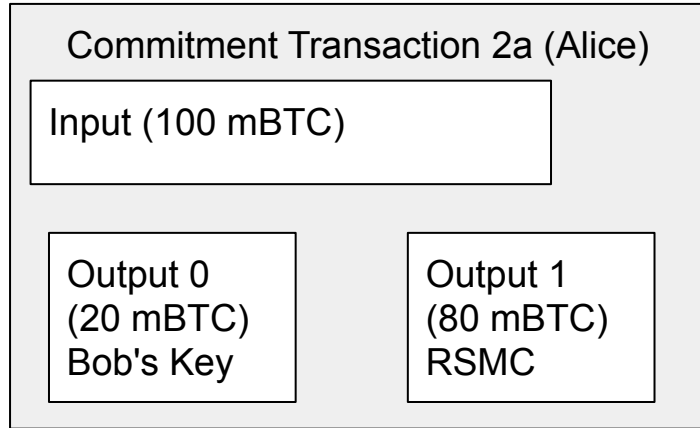 Commitment Transaction 2a (Alice)
Input (100 mBTC)
Output 0
(20 mBTC)
Bob's Key
Output 1
(80 mBTC)
RSMC